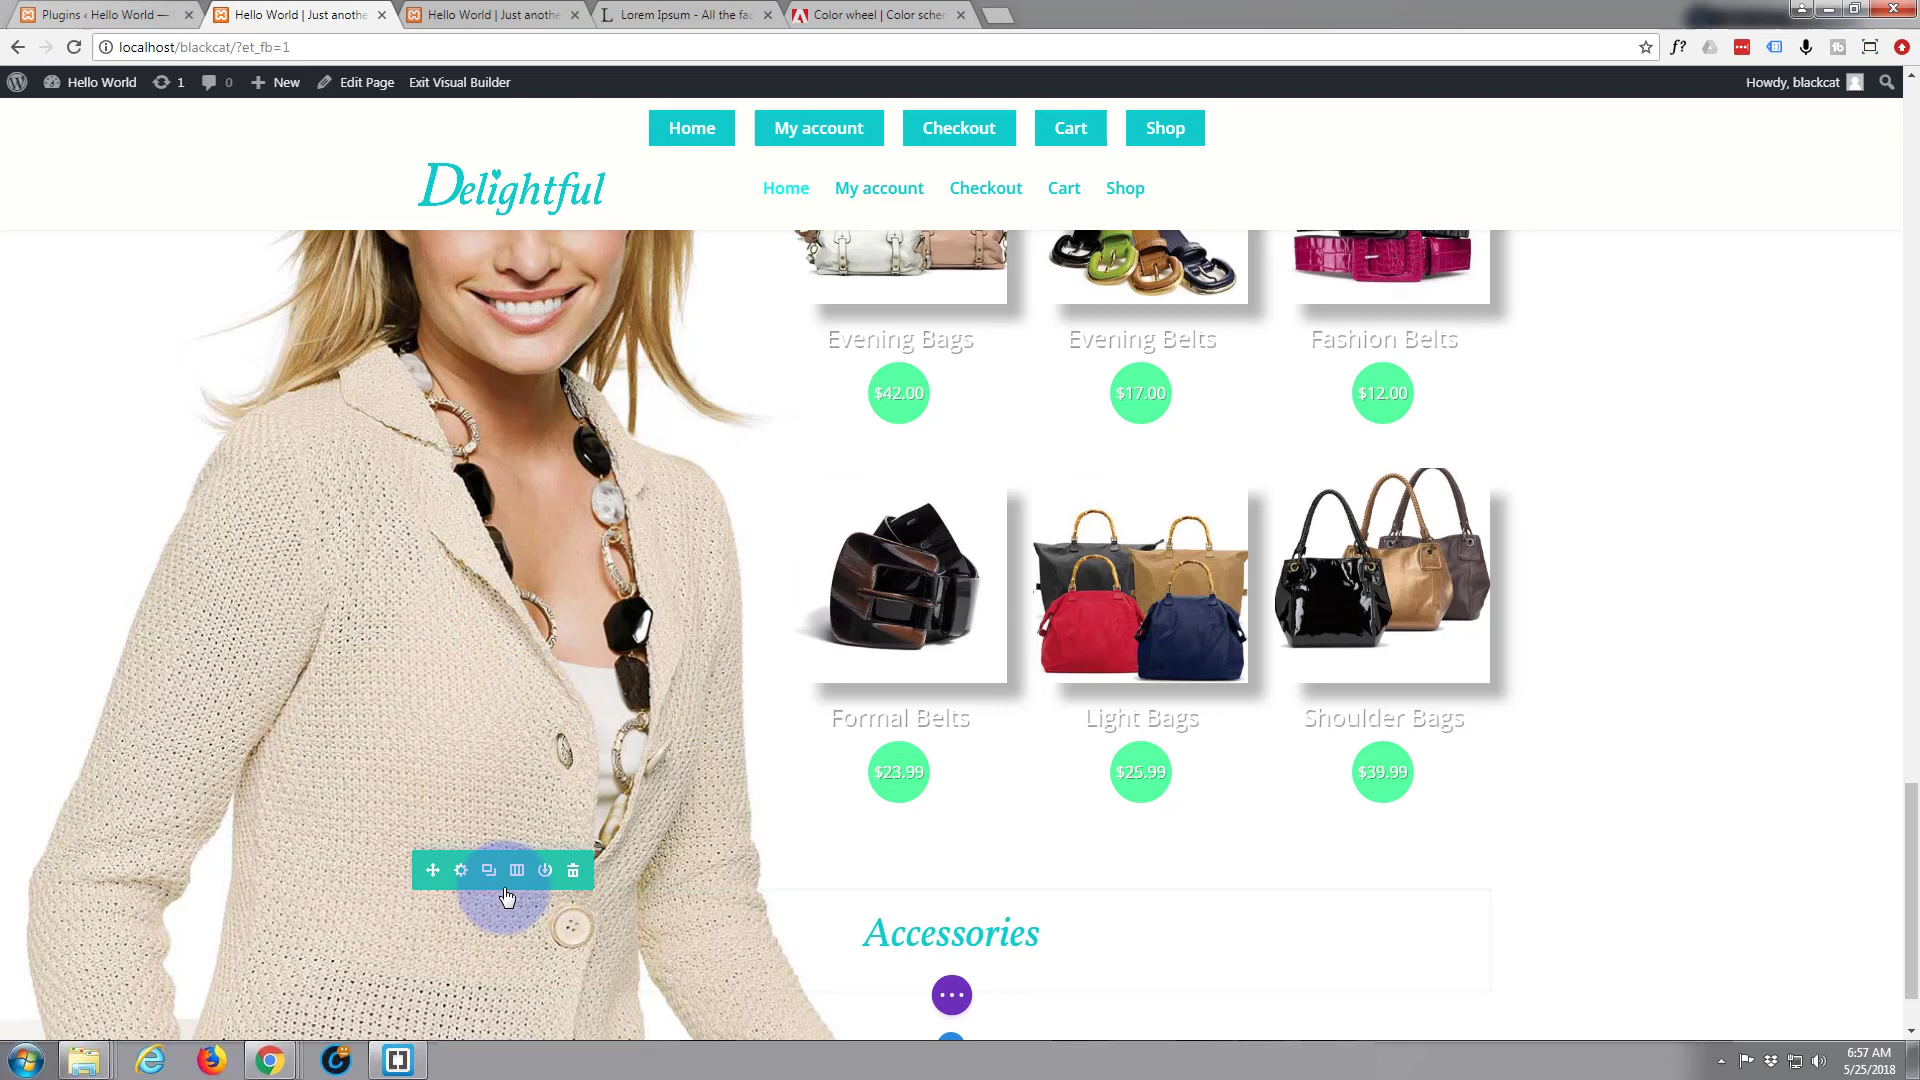 Plugins ‹ Hello World —
Hello World | Just anothe
Hello World | Just anothe
Lorem Ipsum - All the fac
Color wheel | Color schem
localhost/blackcat/?et_fb=1
f?
Hello World
1
0
New
Edit Page
Exit Visual Builder
Howdy, blackcat
Home
My account
Checkout
Cart
Shop
Delightful
Home
My account
Checkout
Cart
Shop
Evening Bags
Evening Belts
Fashion Belts
$42.00
$17.00
$12.00
Formal Belts
Light Bags
Shoulder Bags
$23.99
$25.99
$39.99
Accessories
6:57 AM
5/25/2018